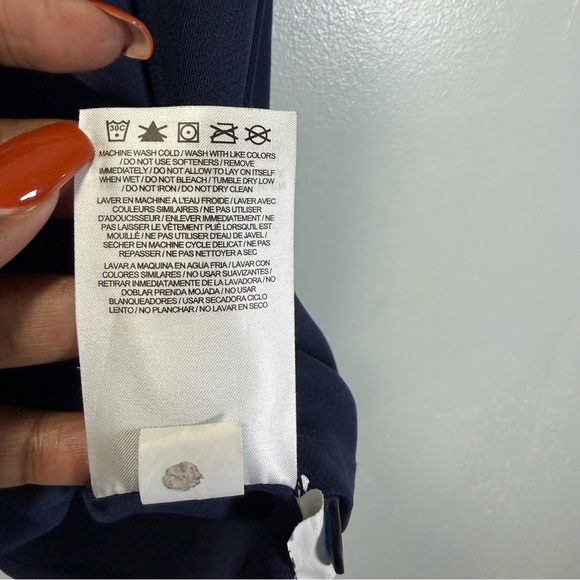 30C
MACHINE WASH COLD / WASH WITH LIKE COLORS
/ DO NOT USE SOFTENERS / REMOVE
IMMEDIATELY / DO NOT ALLOW TO LAY ON ITSELF
WHEN WET / DO NOT BLEACH / TUMBLE DRY LOW
/ DO NOT IRON / DO NOT DRY CLEAN
LAVER EN MACHINE A L'EAU FROIDE / LAVER AVEC
COULEURS SIMILAIRES / NE PAS UTILISER
D'ADOUCISSEUR / ENLEVER IMMÉDIATEMENT / NE
PAS LAISSER LE VÊTEMENT PLIÉ LORSQU'IL EST
MOUILLÉ / NE PAS UTILISER D'EAU DE JAVEL /
SECHER EN MACHINE CYCLE DELICAT / NE PAS
REPASSER / NE PAS NETTOYER A SEC
LAVAR A MAQUINA EN AGUA FRIA / LAVAR CON
COLORES SIMILARES / NO USAR SUAVIZANTES /
RETIRAR INMEDIATAMENTE DE LA LAVADORA / NO
DOBLAR PRENDA MOJADA / NO USAR
BLANQUEADORES / USAR SECADORA CICLO
LENTO / NO PLANCHAR / NO LAVAR EN SECO